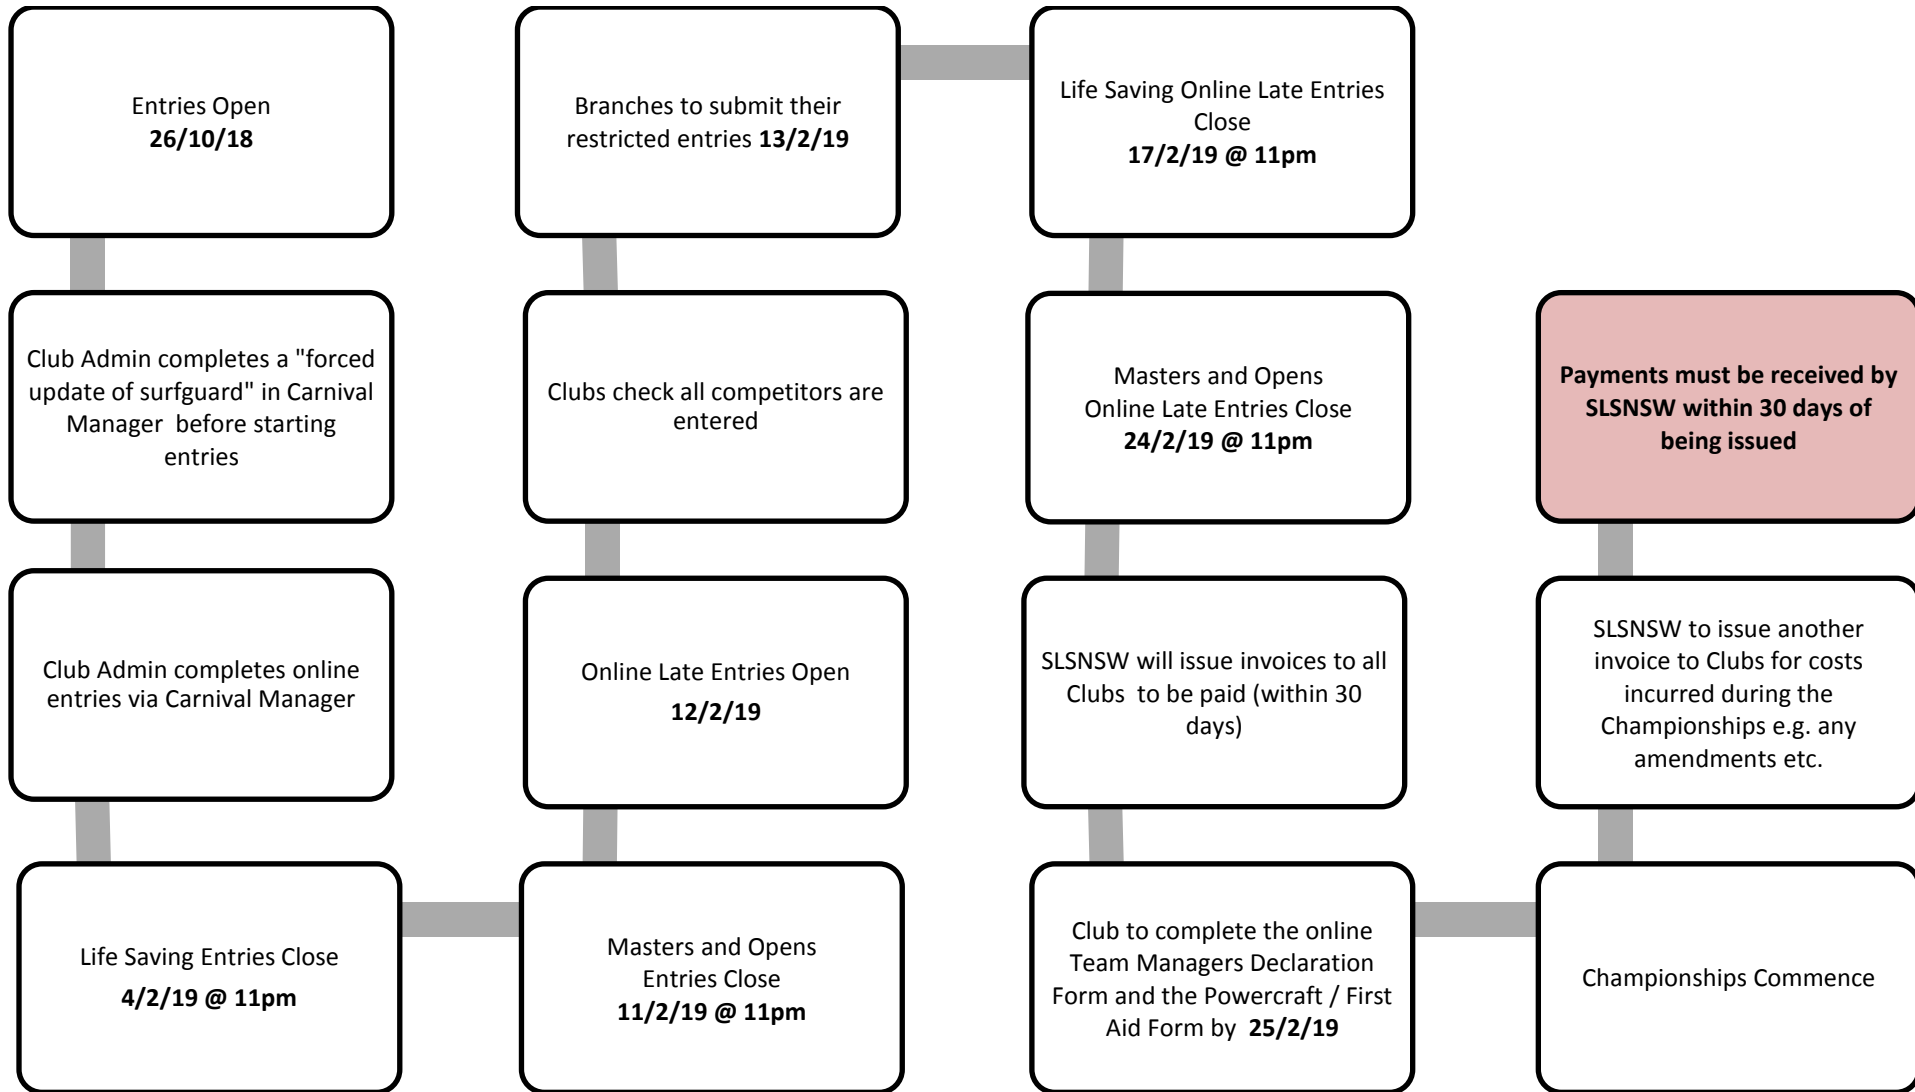 Entries Open
26/10/18
Club Admin completes a "forced
update of surfguard" in Carnival
Manager  before starting
entries
Club Admin completes online
entries via Carnival Manager
Life Saving Entries Close
4/2/19 @ 11pm
Masters and Opens
Entries Close
11/2/19 @ 11pm
Online Late Entries Open
12/2/19
Clubs check all competitors are
entered
Branches to submit their
restricted entries 13/2/19
Life Saving Online Late Entries
Close
17/2/19 @ 11pm
Masters and Opens
Online Late Entries Close
24/2/19 @ 11pm
SLSNSW will issue invoices to all
Clubs  to be paid (within 30
days)
Club to complete the online
Team Managers Declaration
Form and the Powercraft / First
Aid Form by  25/2/19
Championships Commence
SLSNSW to issue another
invoice to Clubs for costs
incurred during the
Championships e.g. any
amendments etc.
Payments must be received by
SLSNSW within 30 days of
being issued